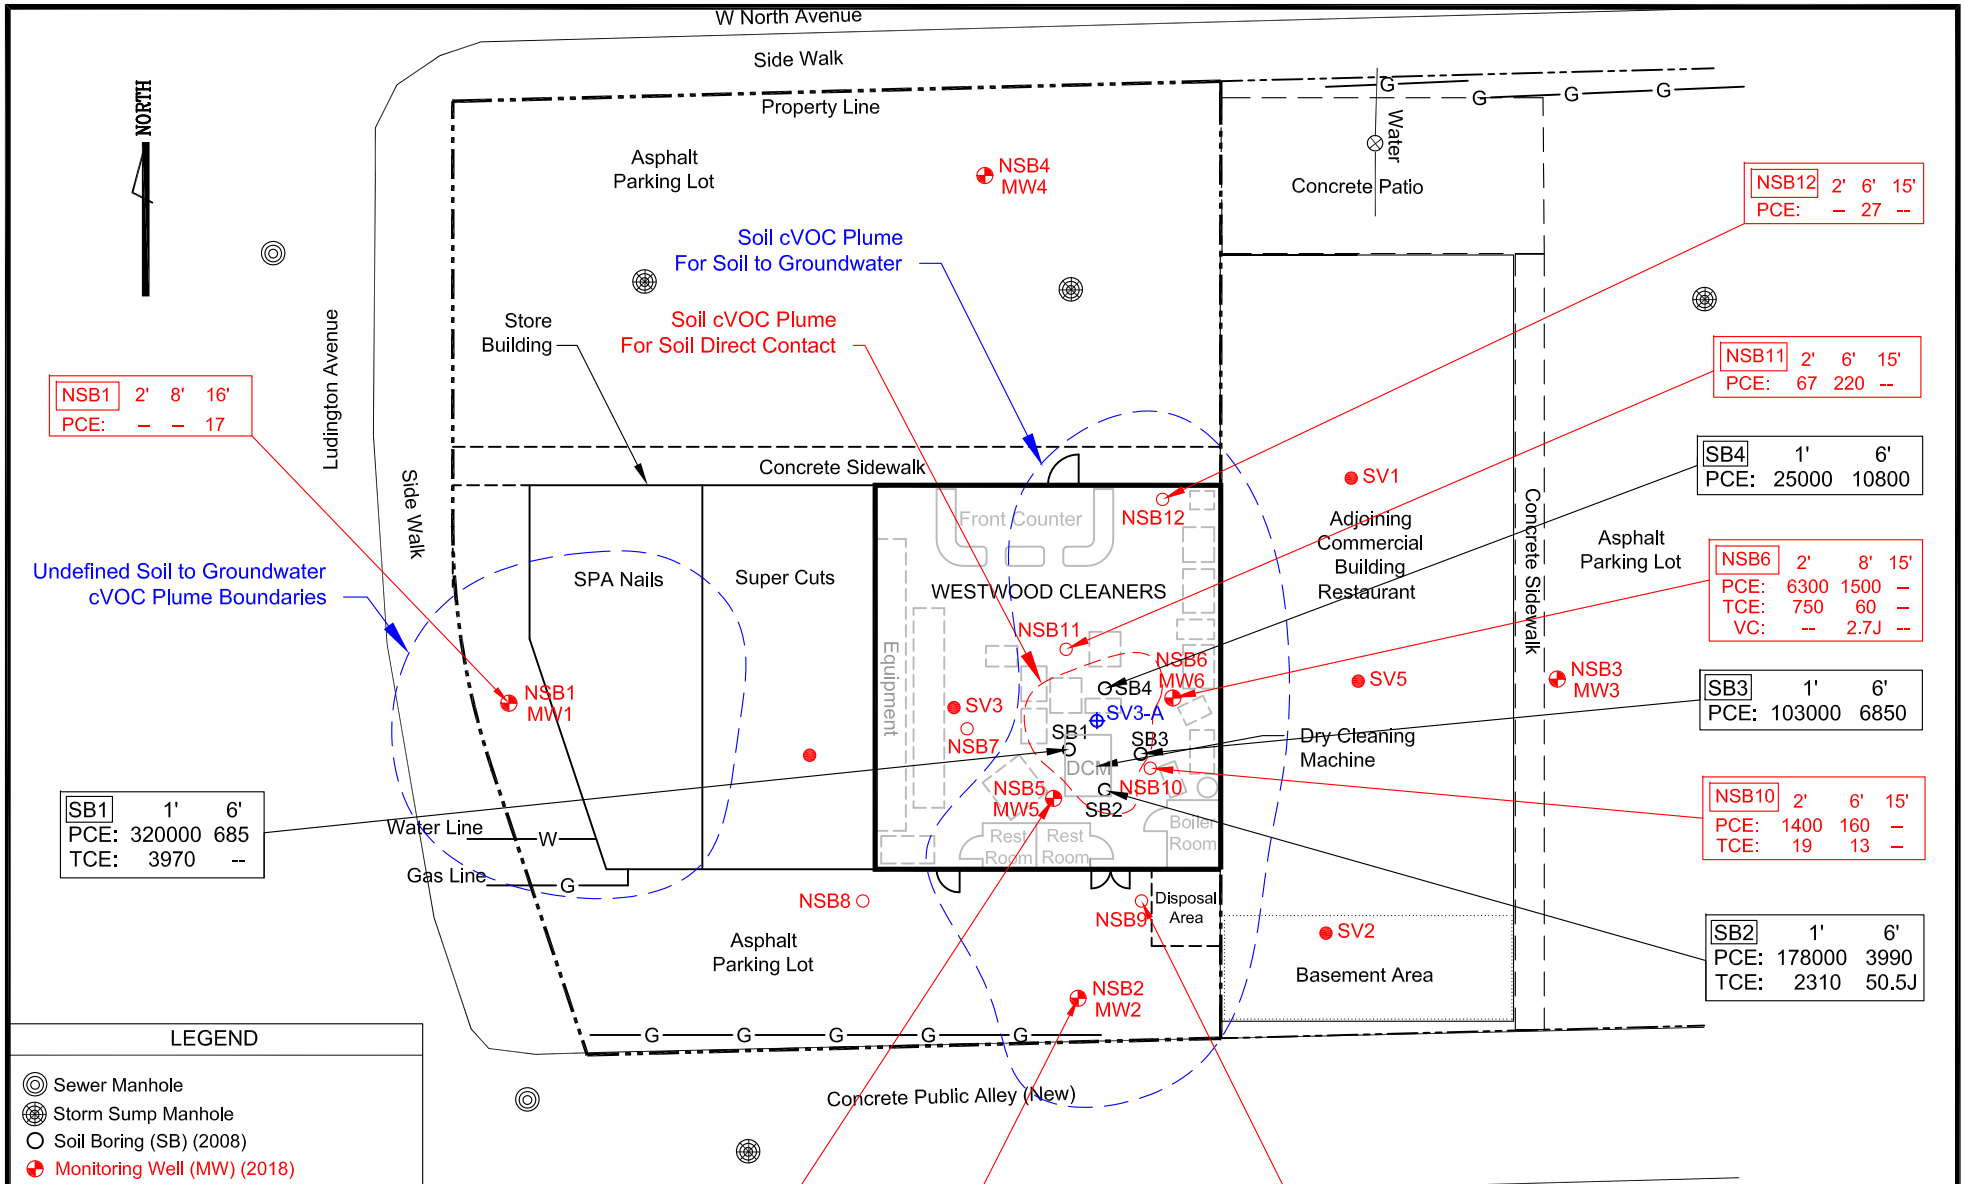 W North Avenue
Side Walk
Property Line
NORTH
Asphalt
Parking Lot
NSB4
MW4
G
G
G
G
Water
Concrete Patio
NSB12 2' 6' 15'
PCE: – 27 --
Soil cVOC Plume
For Soil to Groundwater
Soil cVOC Plume
For Soil Direct Contact
Store
Building
Ludington Avenue
NSB11 2' 6' 15'
PCE: 67 220 --
NSB1 2' 8' 16'
PCE: – – 17
Side Walk
Concrete Sidewalk
SB4 1' 6'
PCE: 25000 10800
SV1
Front Counter
NSB12
Adjoining
Commercial
Building
Restaurant
Concrete Sidewalk
Asphalt
Parking Lot
Undefined Soil to Groundwater
cVOC Plume Boundaries
SPA Nails
Super Cuts
WESTWOOD CLEANERS
NSB6 2' 8' 15'
PCE: 6300 1500 –
TCE: 750 60 –
VC: -- 2.7J --
NSB11
Equipment
NSB6
MW6
SB4
SV5
NSB3
MW3
NSB1
MW1
SV3
SV3-A
SB3 1' 6'
PCE: 103000 6850
NSB7
SB1
SB3
DCM
Dry Cleaning
Machine
NSB5
MW5
NSB10
SB2
NSB10 2' 6' 15'
PCE: 1400 160 –
TCE: 19 13 –
SB1 1' 6'
PCE: 320000 685
TCE: 3970 --
Water Line
W
Rest
Room
Rest
Room
Boiler
Room
Gas Line
G
NSB8
NSB9
Disposal
Area
Asphalt
Parking Lot
SV2
Basement Area
SB2 1' 6'
PCE: 178000 3990
TCE: 2310 50.5J
NSB2
MW2
G
G
G
G
G
Concrete Public Alley (New)
LEGEND
Sewer Manhole
Storm Sump Manhole
Soil Boring (SB) (2008)
Monitoring Well (MW) (2018)